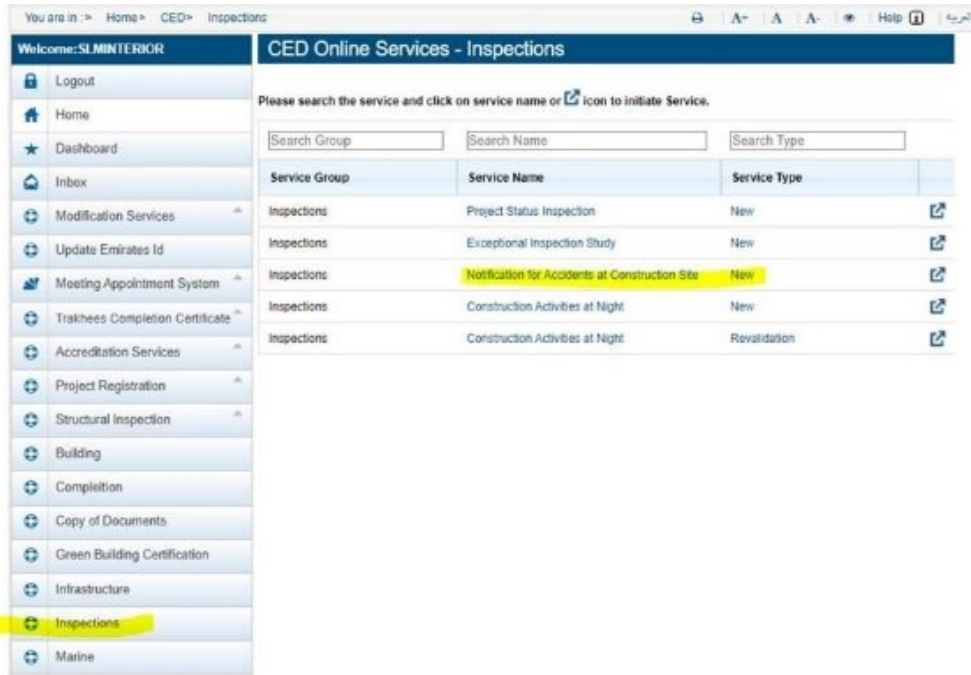 You are in :> Home> CED> Inspections
A+ A A- Help العربية
Welcome:SLMINTERIOR
Logout
Home
Dashboard
Inbox
Modification Services
Update Emirates Id
Meeting Appointment System
Trakhees Completion Certificate
Accreditation Services
Project Registration
Structural Inspection
Building
Completion
Copy of Documents
Green Building Certification
Infrastructure
Inspections
Marine
CED Online Services - Inspections
Please search the service and click on service name or icon to initiate Service.
Search Group Search Name Search Type
Service Group Service Name Service Type
Inspections Project Status Inspection New
Inspections Exceptional Inspection Study New
Inspections Notification for Accidents at Construction Site New
Inspections Construction Activities at Night New
Inspections Construction Activities at Night Revalidation